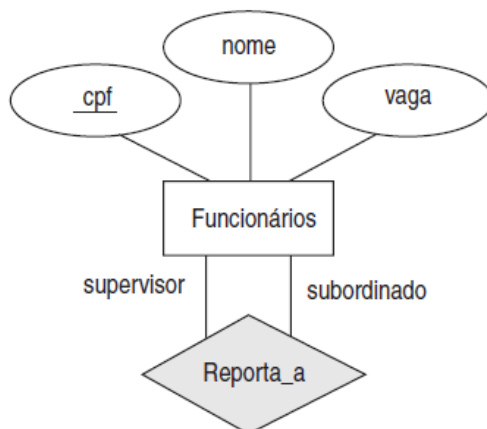 nome
cpf
vaga
Funcionários
supervisor
subordinado
Reporta_a